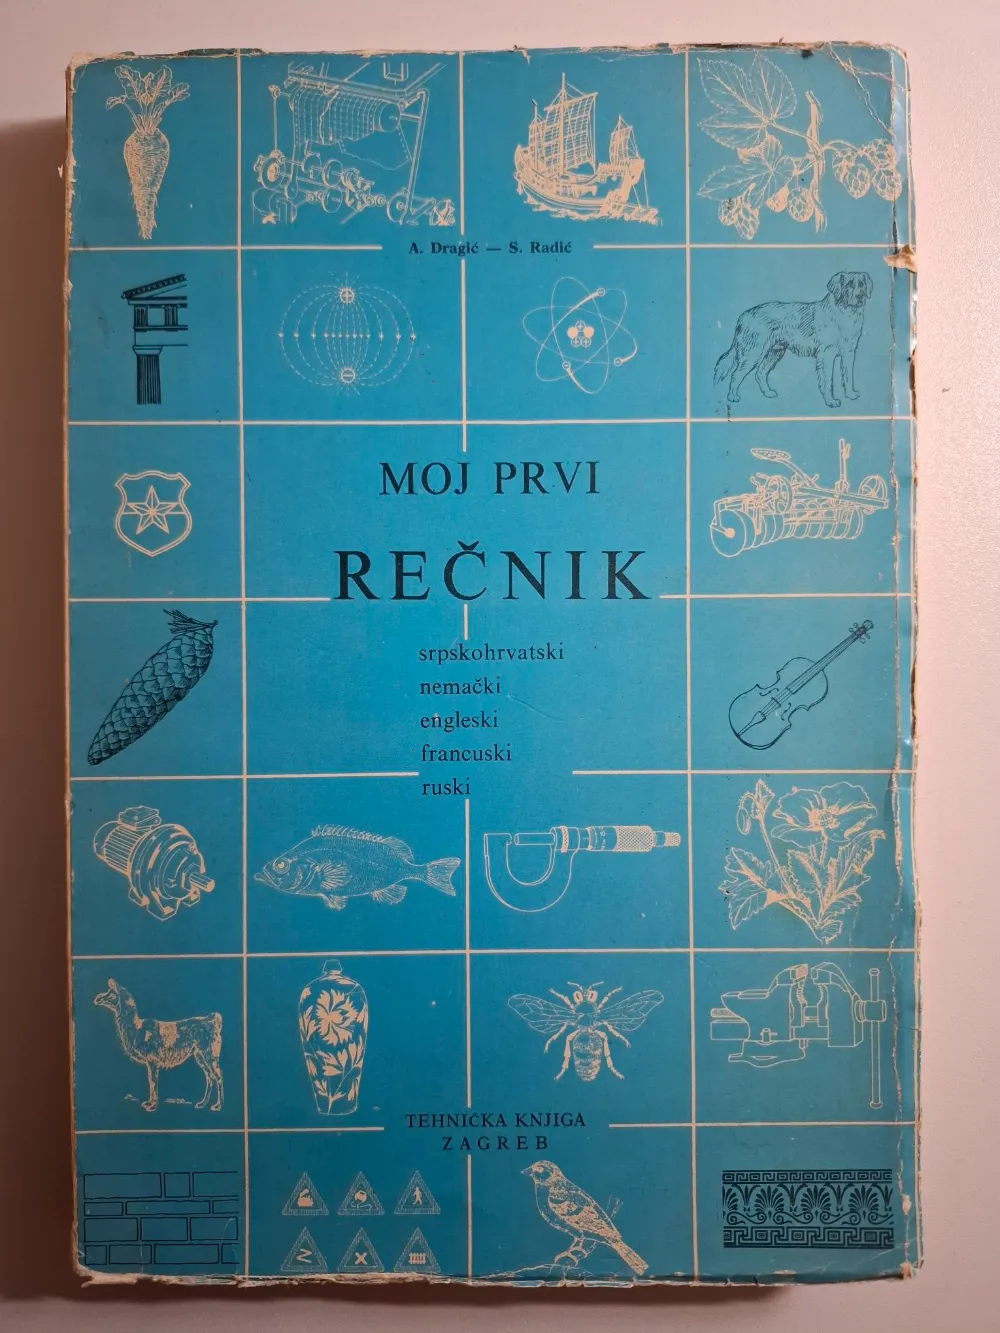 A. Dragić — S. Radić
MOJ PRVI
REČNIK
srpskohrvatski
nemački
engleski
francuski
ruski
TEHNIČKA KNJIGA
ZAGREB